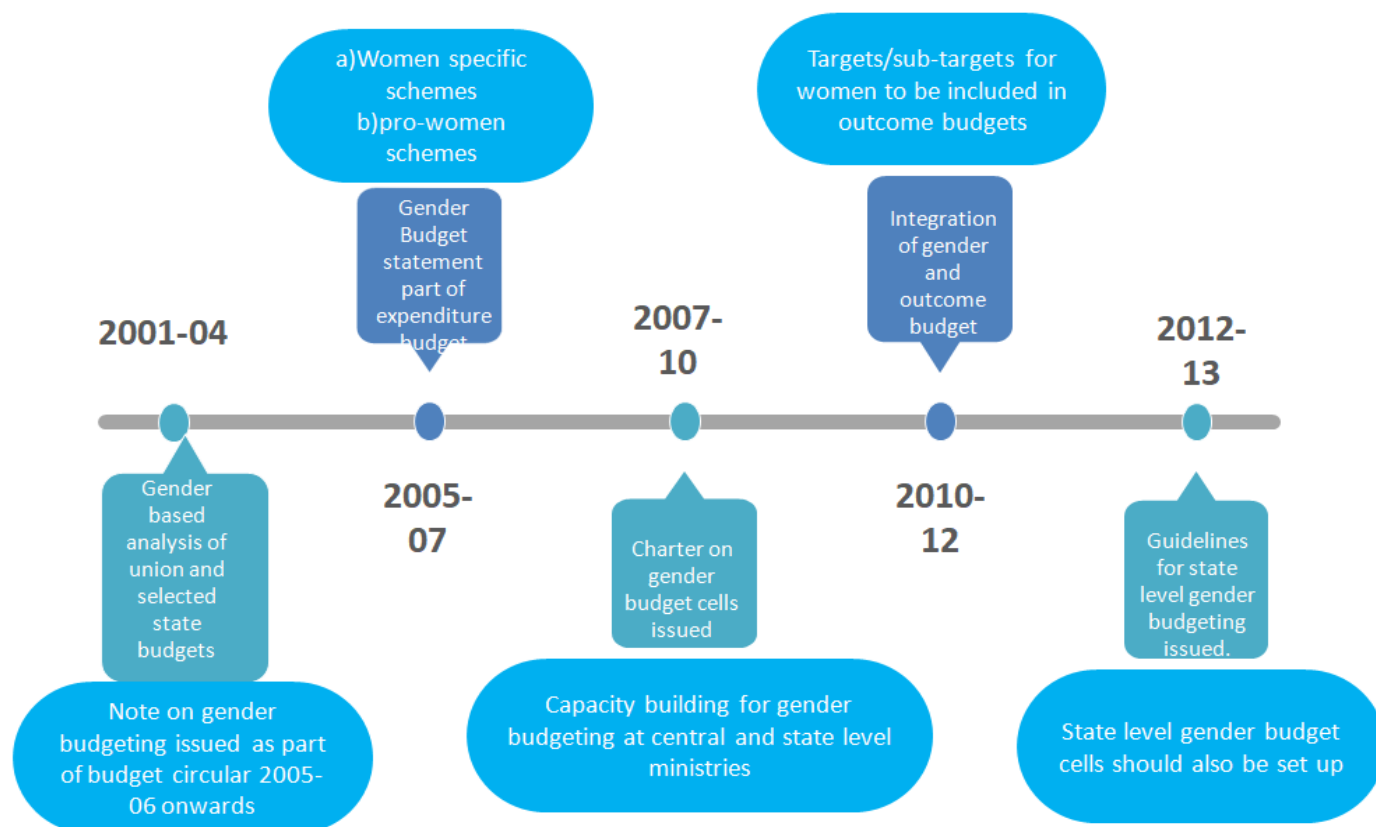 a)Women specific
schemes
b)pro-women
schemes
Targets/sub-targets for
women to be included in
outcome budgets
Gender
Budget
statement
part of
expenditure
budget
Integration
of gender
and
outcome
budget
2001-04
2007-
10
2012-
13
2005-
07
2010-
12
Gender
based
analysis of
union and
selected
state
budgets
Charter on
gender
budget cells
issued
Guidelines
for state
level gender
budgeting
issued.
Note on gender
budgeting issued as part
of budget circular 2005-
06 onwards
Capacity building for gender
budgeting at central and state level
ministries
State level gender budget
cells should also be set up